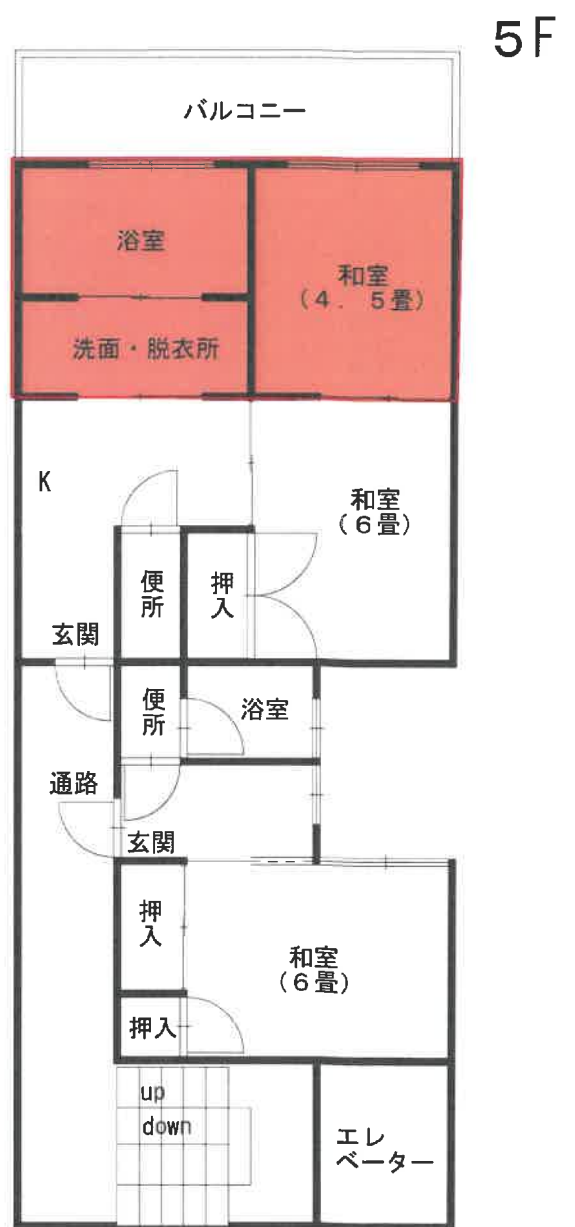 5F
バルコニー
浴室
和室
(4．5畳)
洗面・脱衣所
K
和室
(6畳)
便所
押入
玄関
便所
浴室
通路
玄関
押入
和室
(6畳)
押入
up
down
エレ
ベーター